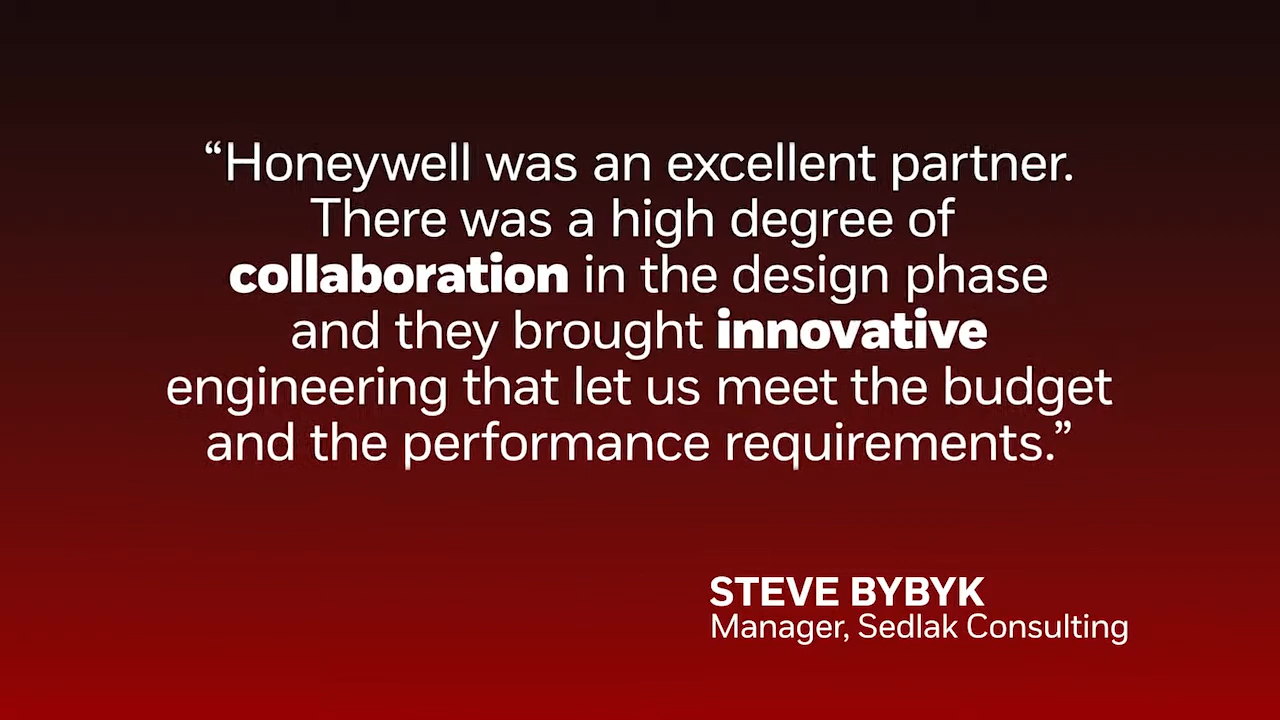 “Honeywell was an excellent partner.
There was a high degree of
collaboration in the design phase
and they brought innovative
engineering that let us meet the budget
and the performance requirements.”
STEVE BYBYK
Manager, Sedlak Consulting